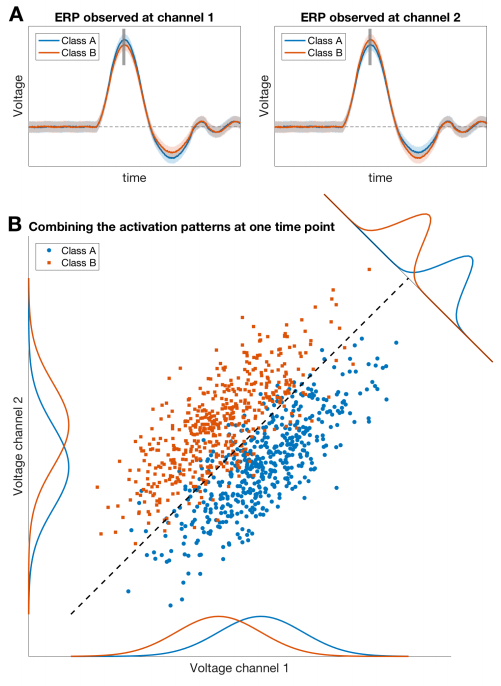 A
ERP observed at channel 1
Class A
Class B
Voltage
time
ERP observed at channel 2
Class A
Class B
Voltage
time
B
Combining the activation patterns at one time point
Class A
Class B
Voltage channel 2
Voltage channel 1